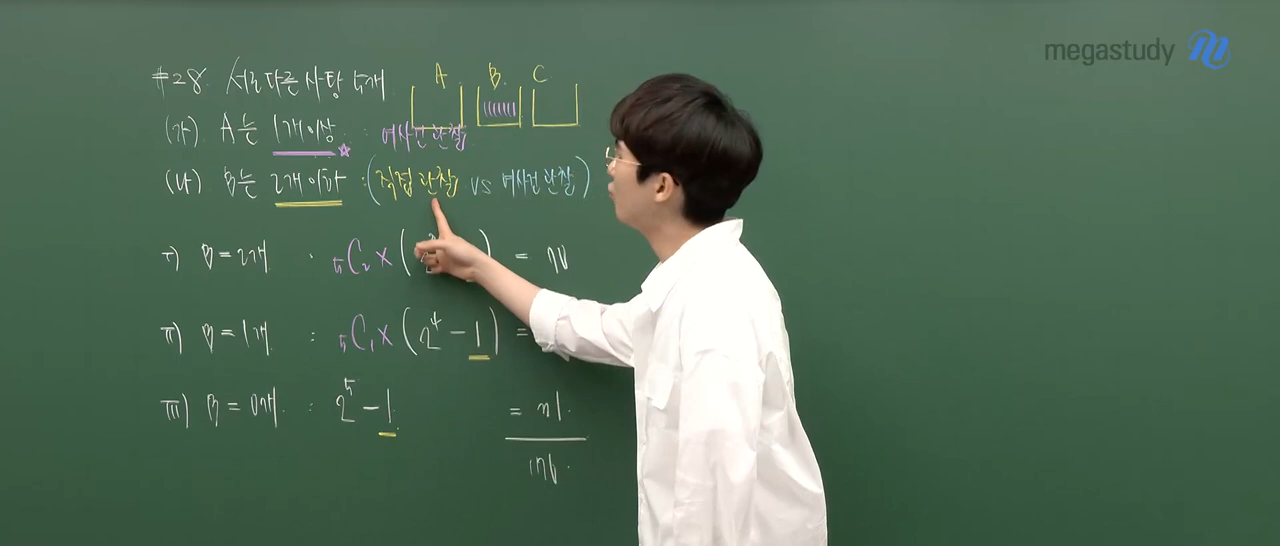 megastudy
#28. 서로 다른 사탕 5개
A B C
(가) A는 1개 이상 : 여사건 관찰
(나) B는 2개 이하 : (직접 관찰 vs 여사건 관찰)
i) B=2개 : ₅C₂ × ( ) = 70
ii) B=1개 : ₅C₁ × (2⁴ - 1) =
iii) B=0개 : 2⁵ - 1
= 31
176